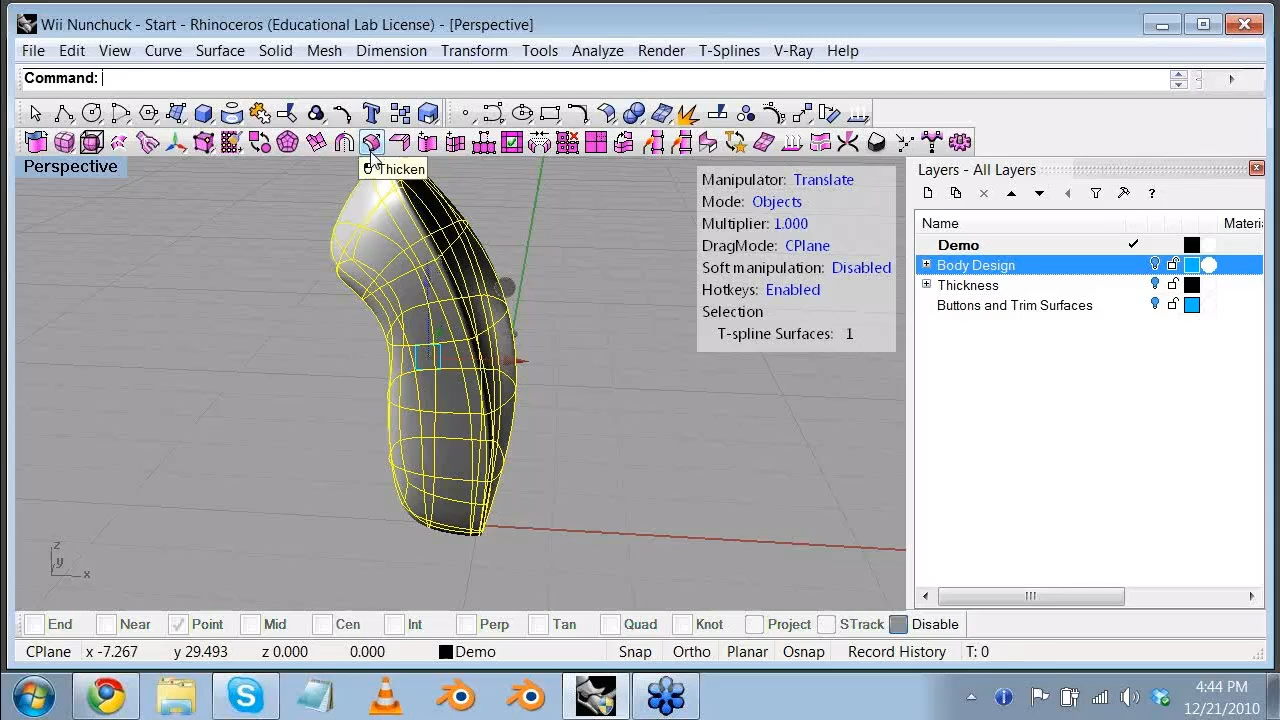 Wii Nunchuck - Start - Rhinoceros (Educational Lab License) - [Perspective]
File Edit View Curve Surface Solid Mesh Dimension Transform Tools Analyze Render T-Splines V-Ray Help
Command:
Perspective
Thicken
Manipulator: Translate
Mode: Objects
Multiplier: 1.000
DragMode: CPlane
Soft manipulation: Disabled
Hotkeys: Enabled
Selection
T-spline Surfaces: 1
Layers - All Layers
Name Materi
Demo
Body Design
Thickness
Buttons and Trim Surfaces
z
y
x
End Near Point Mid Cen Int Perp Tan Quad Knot Project STrack Disable
CPlane x -7.267 y 29.493 z 0.000 0.000 Demo Snap Ortho Planar Osnap Record History T: 0
4:44 PM
12/21/2010